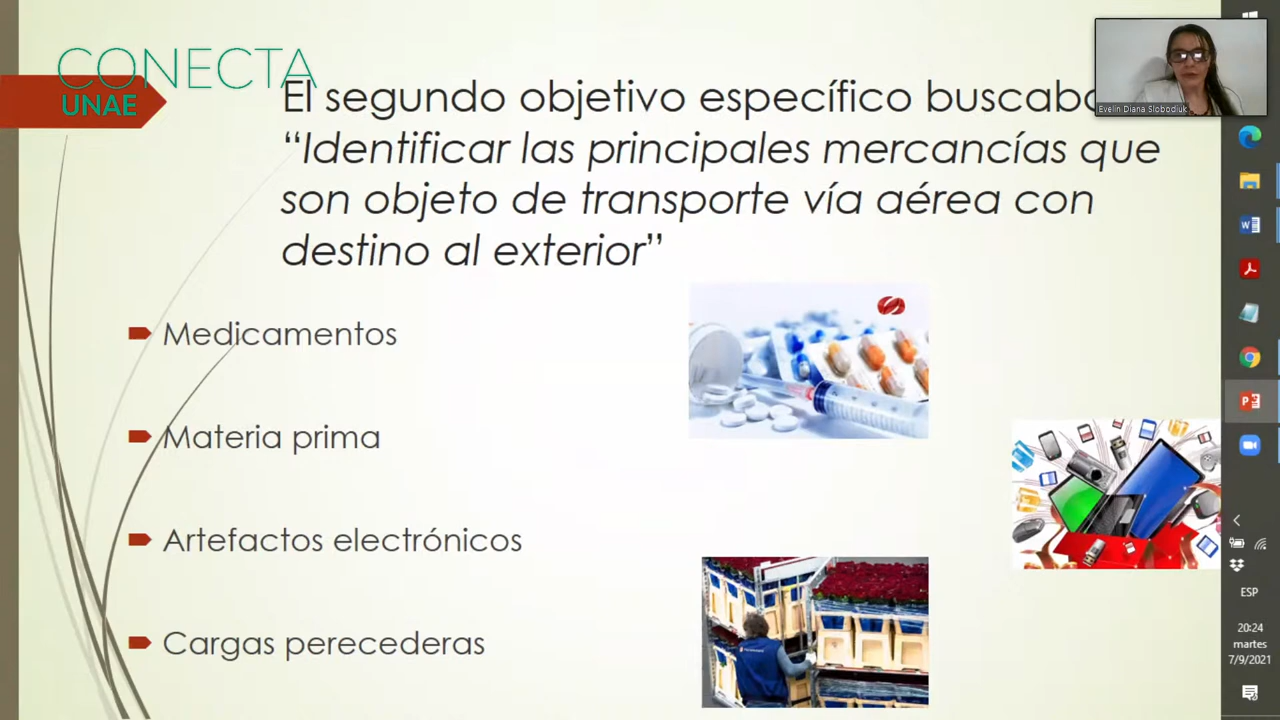 CONECTA
UNAE
El segundo objetivo específico buscaba
“Identificar las principales mercancías que
son objeto de transporte vía aérea con
destino al exterior”
Medicamentos
Materia prima
Artefactos electrónicos
Cargas perecederas
Evelin Diana Slobodiuk
ESP
20:24
martes
7/9/2021